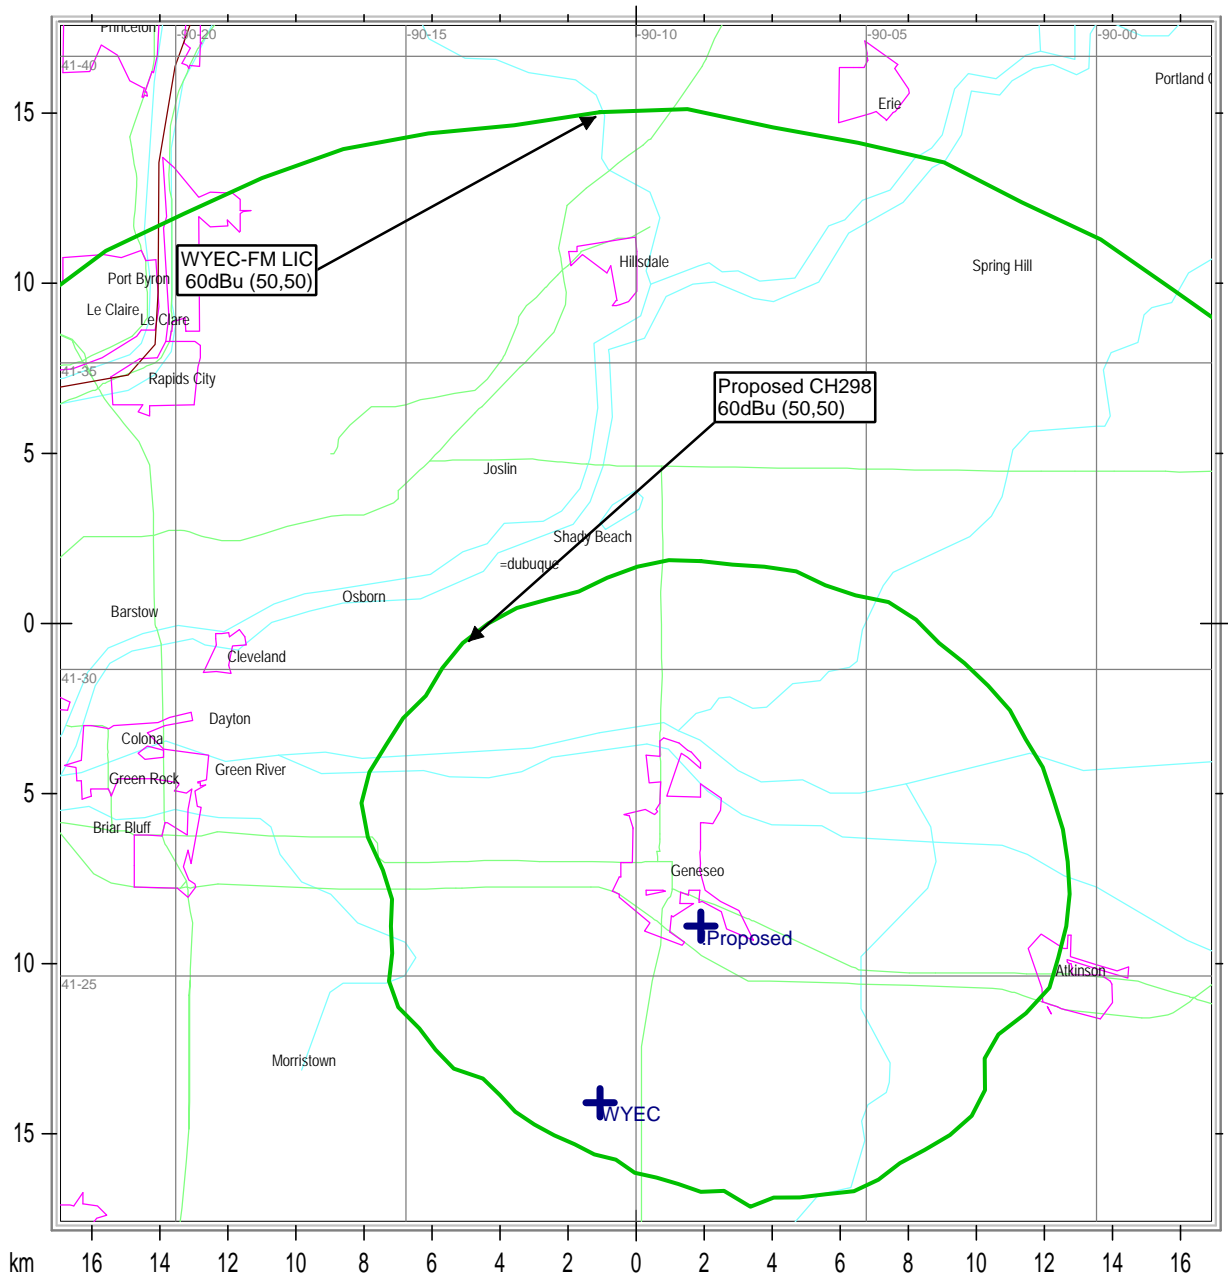 Princeton
-90-20
-90-15
-90-10
-90-05
-90-00
41-40
Portland
Erie
15
WYEC-FM LIC
60dBu (50,50)
Hillsdale
Spring Hill
Port Byron
10
Le Claire
Le Clare
41-35
Rapids City
Proposed CH298
60dBu (50,50)
5
Joslin
Shady Beach
=dubuque
Osborn
Barstow
0
Cleveland
41-30
Dayton
Colona
Green River
Green Rock
5
Briar Bluff
Geneseo
.Proposed
10
Atkinson
41-25
Morristown
WYEC
15
km 16 14 12 10 8 6 4 2 0 2 4 6 8 10 12 14 16